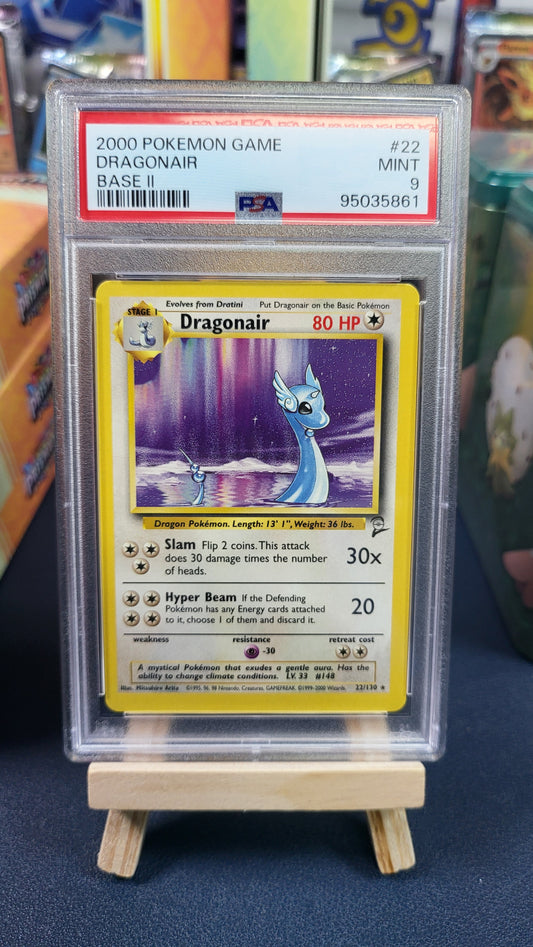 2000 POKEMON GAME #22
DRAGONAIR MINT
BASE II 9
PSA 95035861
Evolves from Dratini Put Dragonair on the Basic Pokémon
STAGE 1 Dragonair 80 HP
Dragon Pokémon. Length: 13' 1", Weight: 36 lbs.
Slam Flip 2 coins. This attack
does 30 damage times the number 30x
of heads.
Hyper Beam If the Defending
Pokémon has any Energy cards attached 20
to it, choose 1 of them and discard it.
weakness resistance retreat cost
-30
A mystical Pokémon that exudes a gentle aura. Has the
ability to change climate conditions. LV. 33 #148
Illus. Mitsuhiro Arita ©1995, 96, 98 Nintendo, Creatures, GAMEFREAK. ©1999-2000 Wizards. 22/130 ★